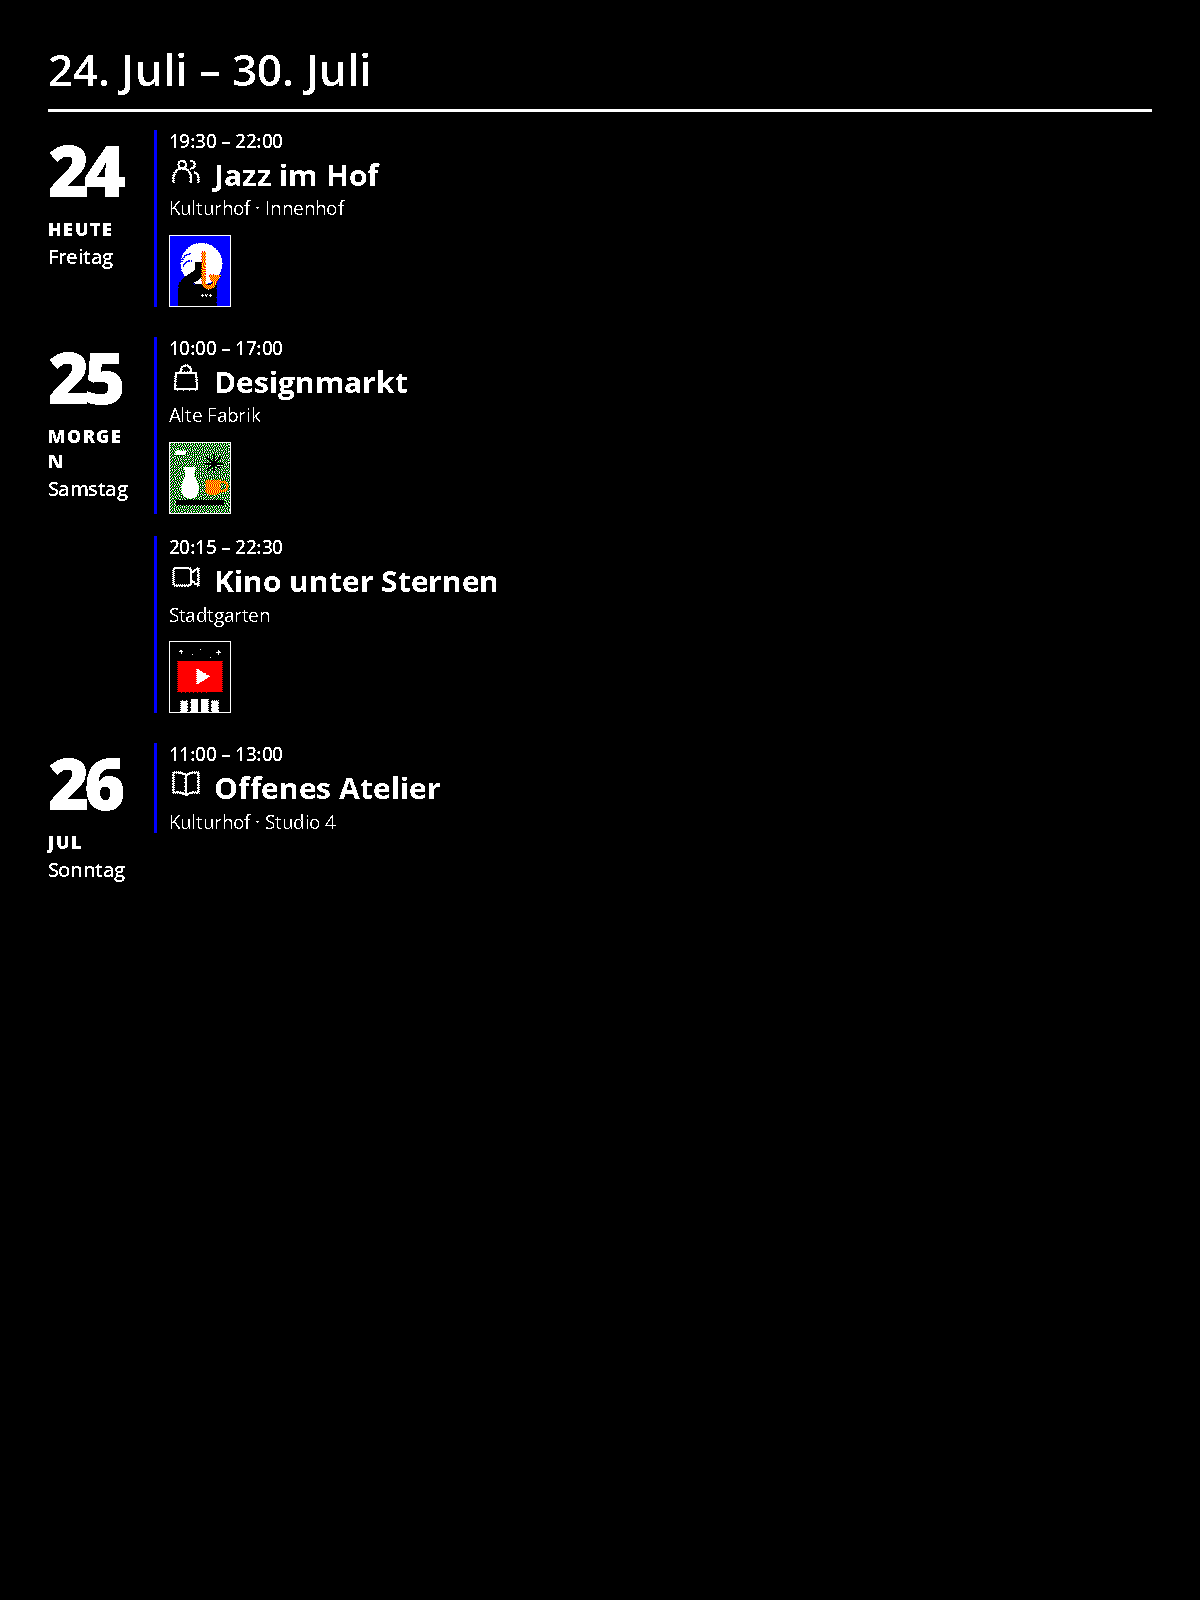 24. Juli – 30. Juli
24
HEUTE
Freitag
19:30 – 22:00
Jazz im Hof
Kulturhof · Innenhof
25
MORGE
N
Samstag
10:00 – 17:00
Designmarkt
Alte Fabrik
20:15 – 22:30
Kino unter Sternen
Stadtgarten
26
JUL
Sonntag
11:00 – 13:00
Offenes Atelier
Kulturhof · Studio 4